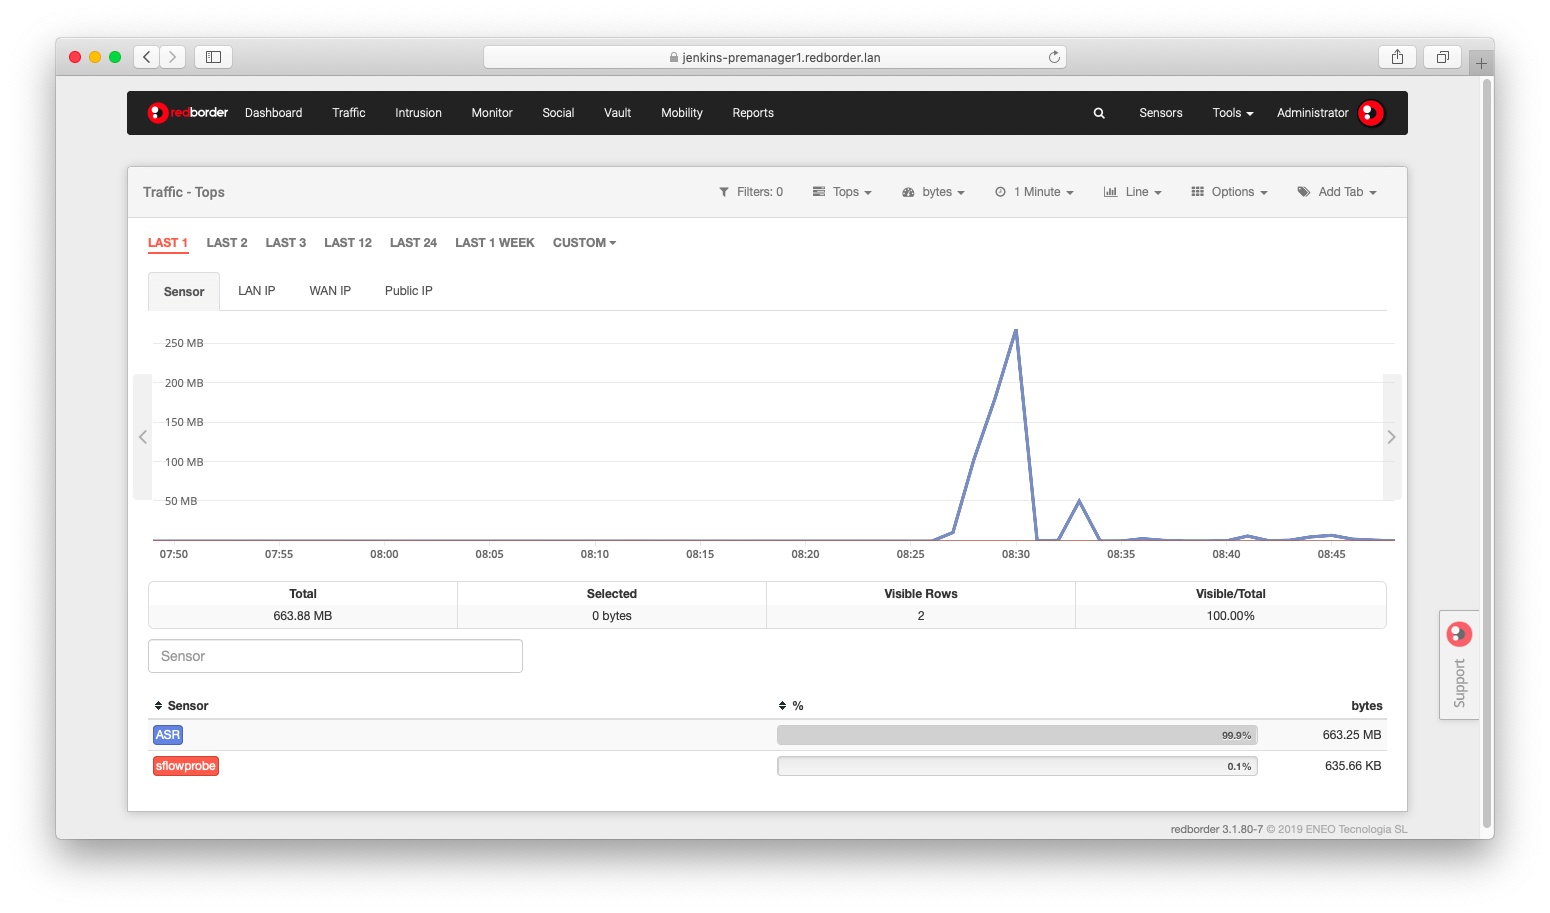 jenkins-premanager1.redborder.lan
redborder Dashboard Traffic Intrusion Monitor Social Vault Mobility Reports Sensors Tools Administrator
Traffic - Tops Filters: 0 Tops bytes 1 Minute Line Options Add Tab
LAST 1 LAST 2 LAST 3 LAST 12 LAST 24 LAST 1 WEEK CUSTOM
Sensor LAN IP WAN IP Public IP
250 MB
200 MB
150 MB
100 MB
50 MB
07:50 07:55 08:00 08:05 08:10 08:15 08:20 08:25 08:30 08:35 08:40 08:45
Total Selected Visible Rows Visible/Total
663.88 MB 0 bytes 2 100.00%
Sensor
Sensor % bytes
ASR 99.9% 663.25 MB
sflowprobe 0.1% 635.66 KB
Support
redborder 3.1.80-7 © 2019 ENEO Tecnologia SL